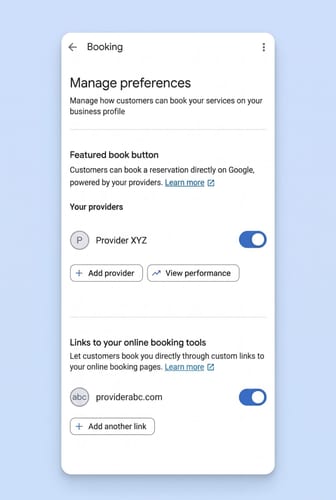 Booking
Manage preferences
Manage how customers can book your services on your
business profile
Featured book button
Customers can book a reservation directly on Google,
powered by your providers. Learn more
Your providers
P
Provider XYZ
+ Add provider
View performance
Links to your online booking tools
Let customers book you directly through custom links to
your online booking pages. Learn more
abc
providerabc.com
+ Add another link